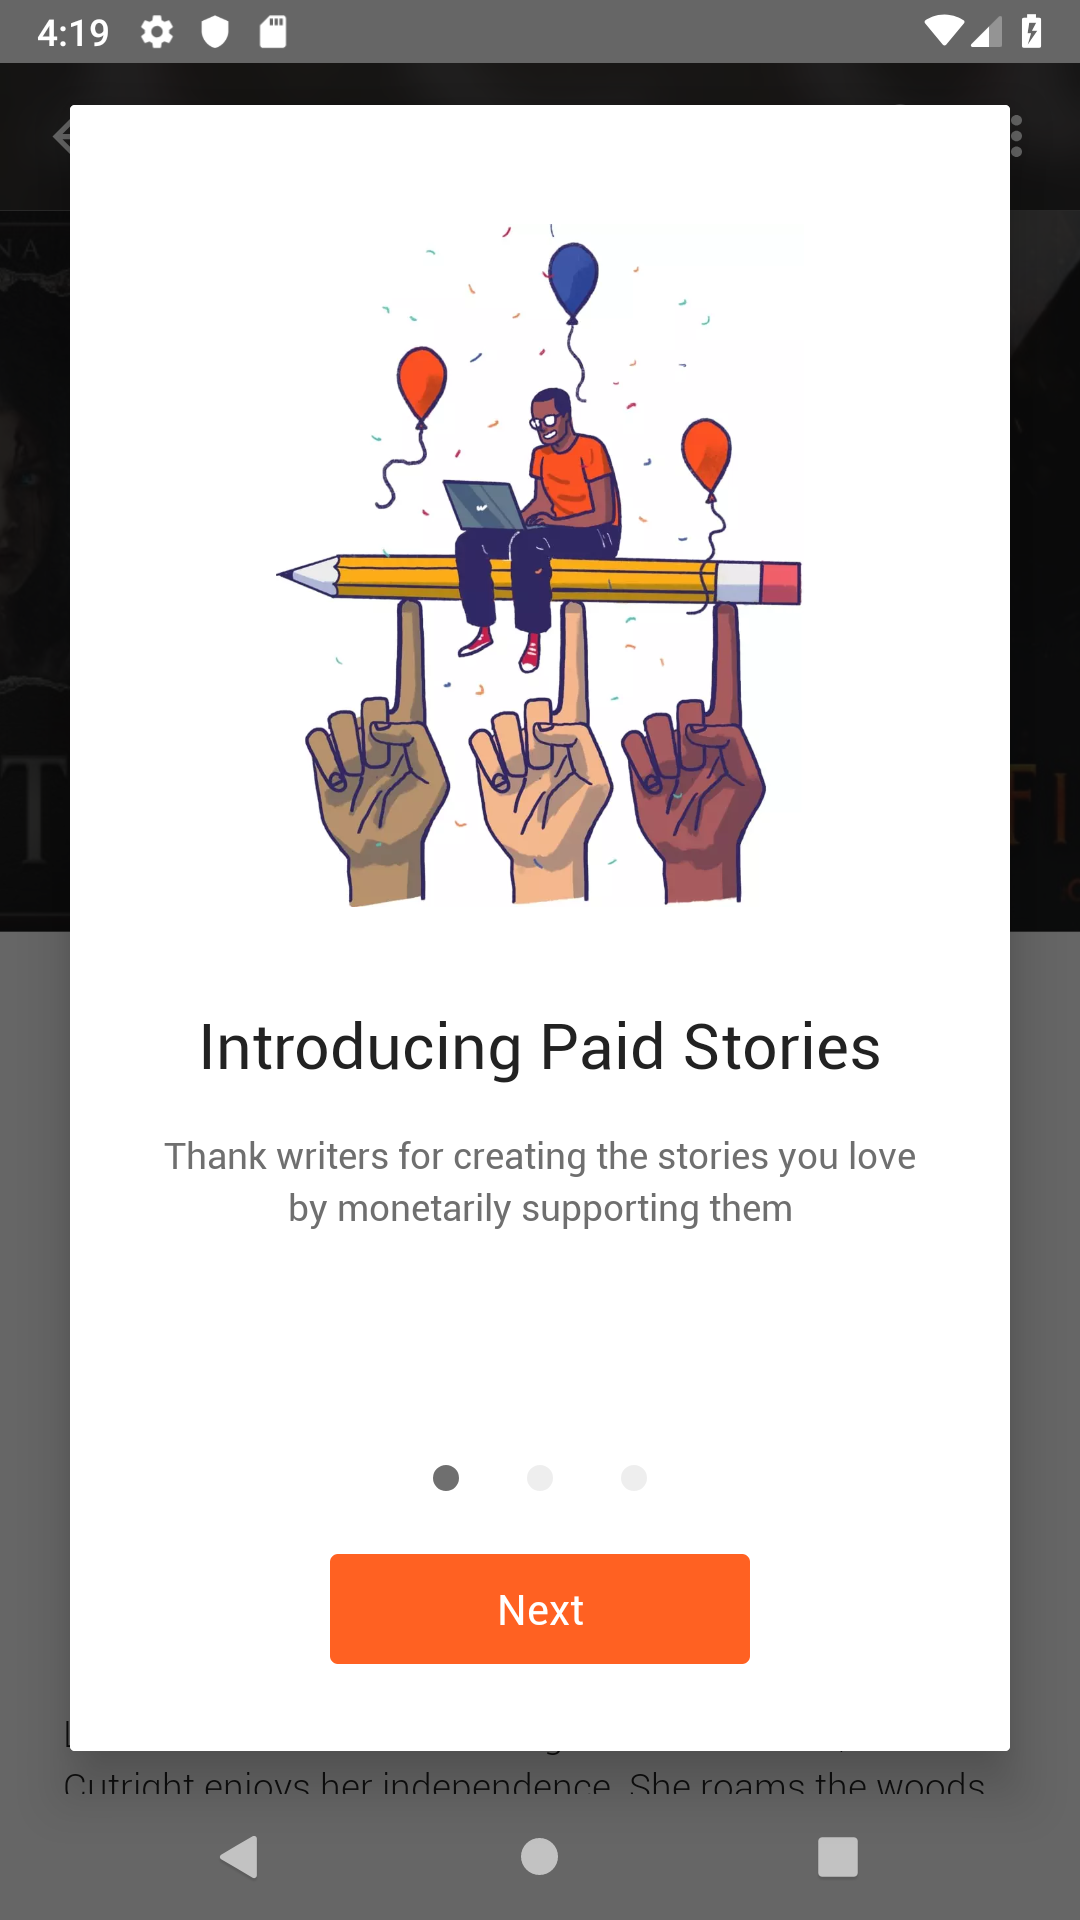 4:19
N A
T
FI
Introducing Paid Stories
Thank writers for creating the stories you love
by monetarily supporting them
Next
Cutright enjoys her independence. She roams the woods